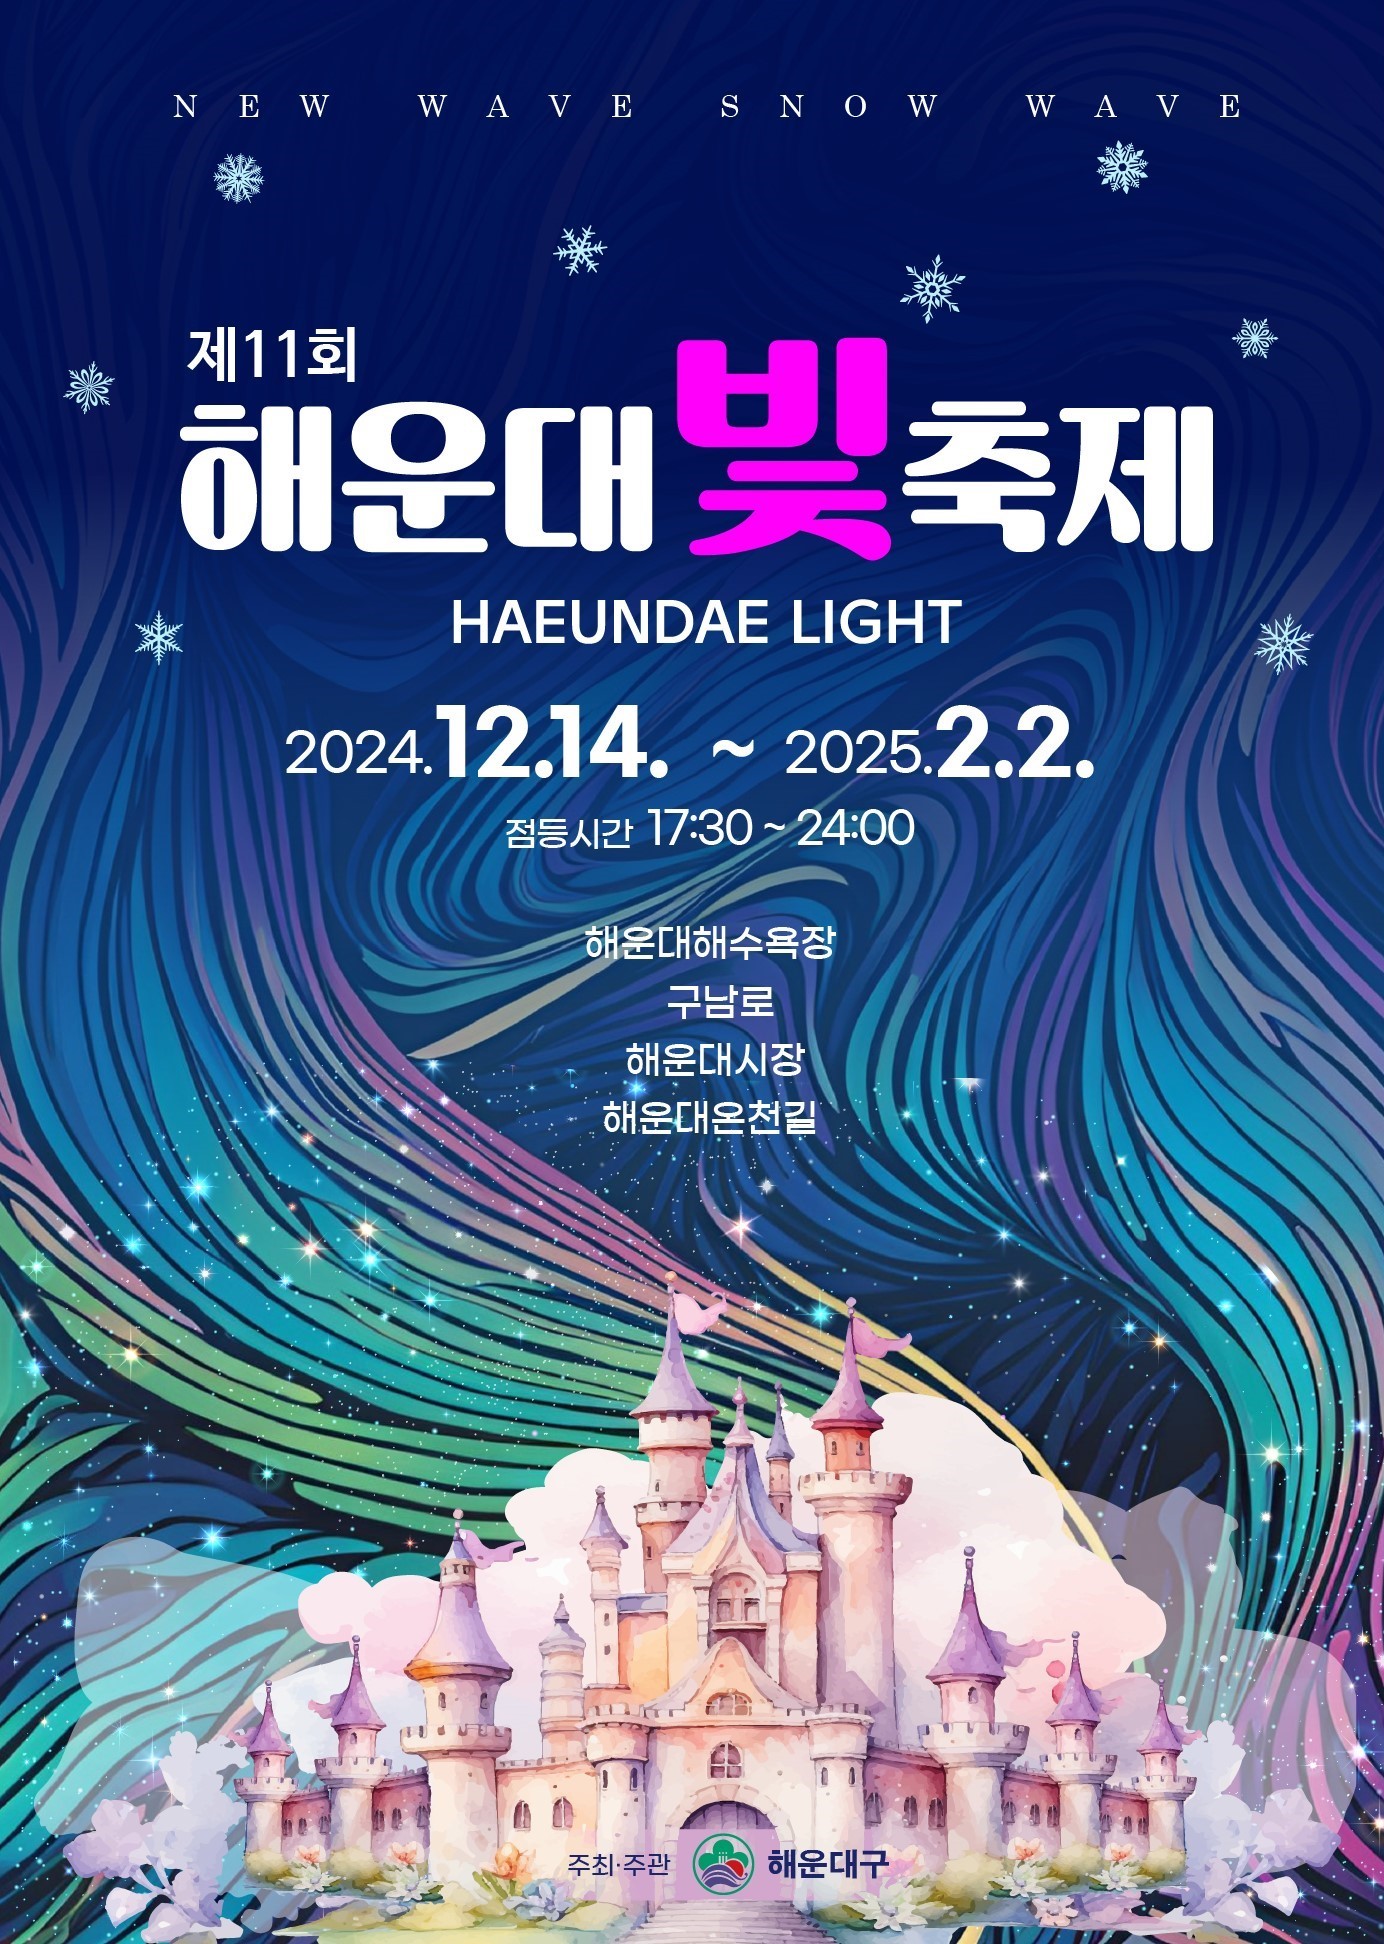 NEW WAVE SNOW WAVE
제11회
해운대 빛 축제
HAEUNDAE LIGHT
2024.12.14. ~ 2025.2.2.
점등시간 17:30 ~ 24:00
해운대해수욕장
구남로
해운대시장
해운대온천길
주최·주관 해운대구